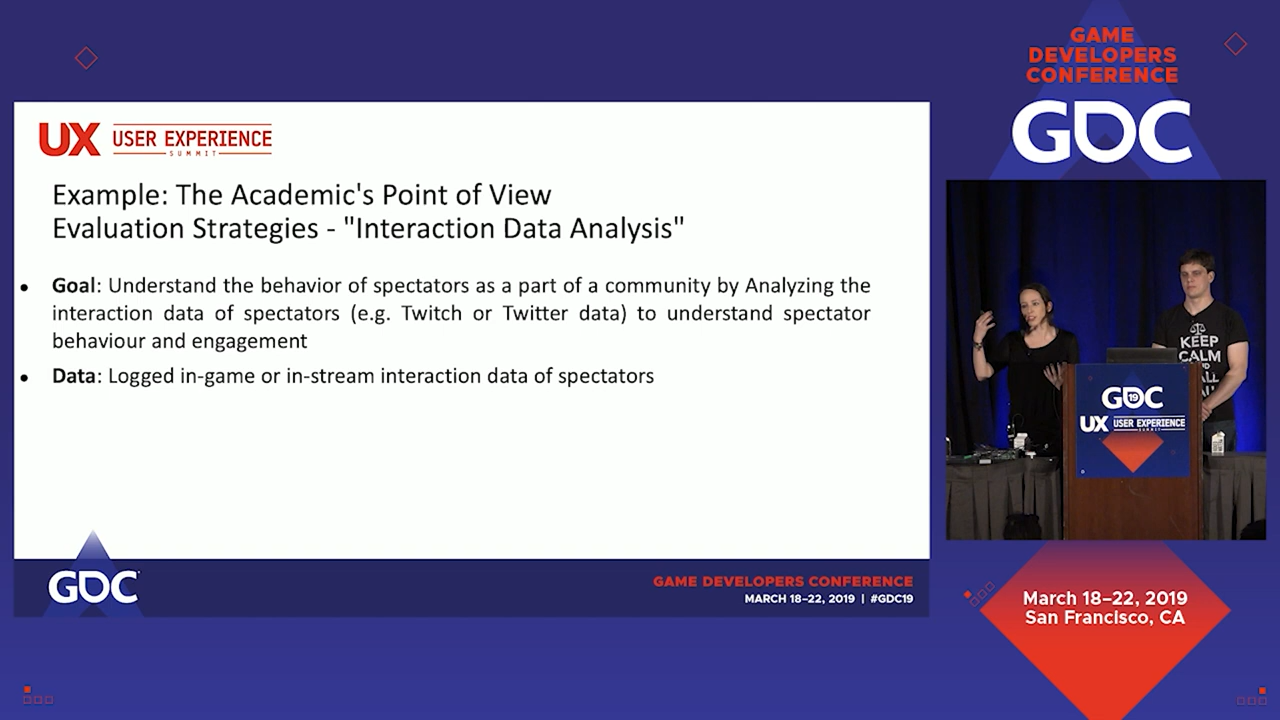 GAME
DEVELOPERS
CONFERENCE
GDC
UX USER EXPERIENCE
SUMMIT
Example: The Academic's Point of View
Evaluation Strategies - "Interaction Data Analysis"
• Goal: Understand the behavior of spectators as a part of a community by Analyzing the
interaction data of spectators (e.g. Twitch or Twitter data) to understand spectator
behaviour and engagement
• Data: Logged in-game or in-stream interaction data of spectators
GDC
GAME DEVELOPERS CONFERENCE
MARCH 18–22, 2019 | #GDC19
KEEP
CALM
GDC
19
UX USER EXPERIENCE
SUMMIT
March 18–22, 2019
San Francisco, CA